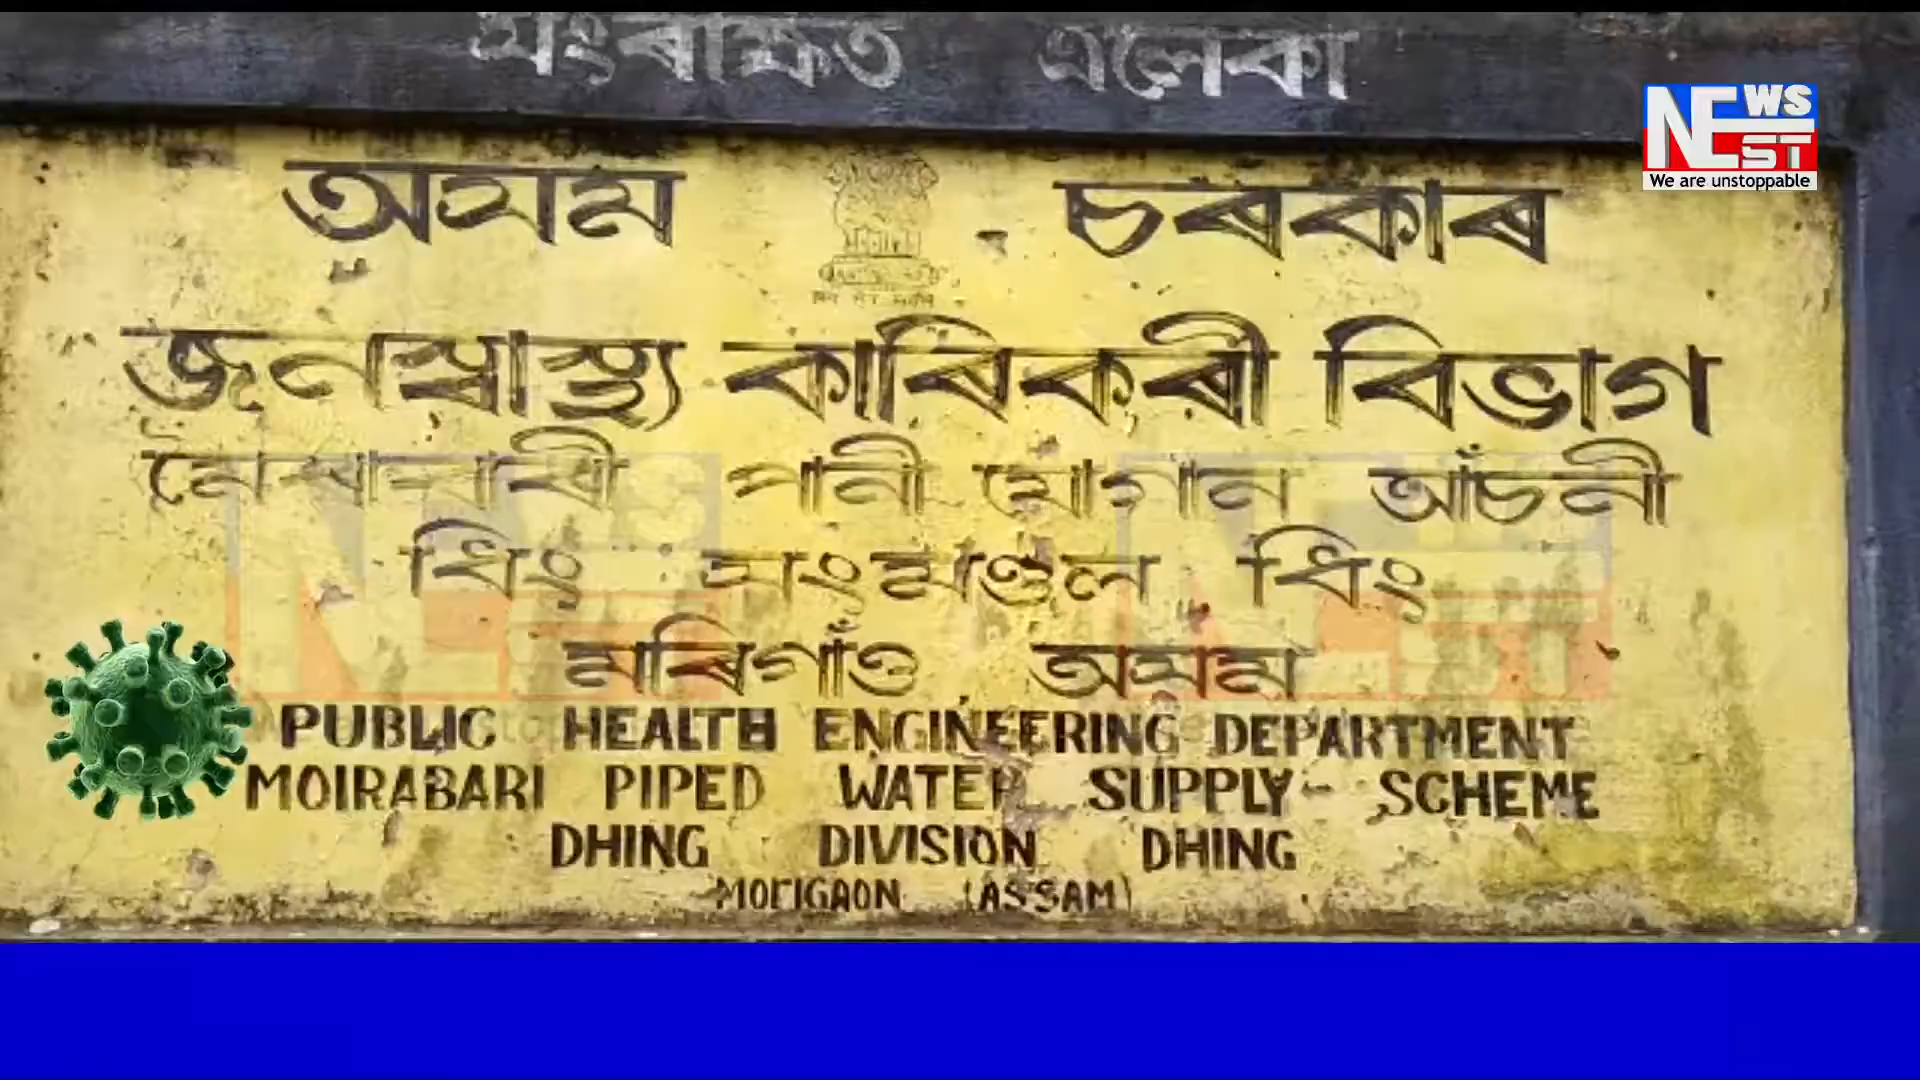 সংৰক্ষিত এলেকা
NEWS
EST
We are unstoppable
অসম চৰকাৰ
জনস্বাস্থ্য কাৰিকৰী বিভাগ
মৈৰাবাৰী পানী যোগান আঁচনী
ধিং সংমণ্ডল ধিং
মৰিগাঁও অসম
PUBLIC HEALTH ENGINEERING DEPARTMENT
MOIRABARI PIPED WATER SUPPLY SCHEME
DHING DIVISION DHING
MORIGAON (ASSAM)